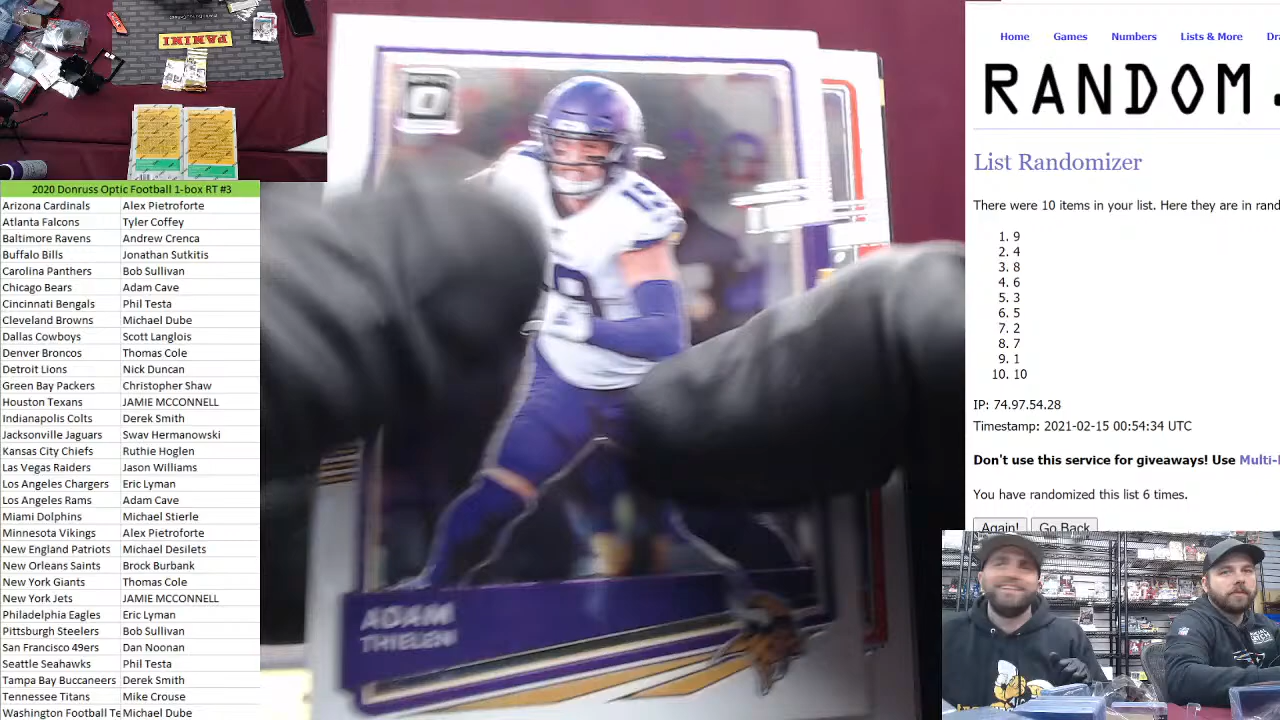 PANINI
2020 Donruss Optic Football 1-box RT #3
Arizona Cardinals Alex Pietroforte
Atlanta Falcons Tyler Coffey
Baltimore Ravens Andrew Crenca
Buffalo Bills Jonathan Sutkitis
Carolina Panthers Bob Sullivan
Chicago Bears Adam Cave
Cincinnati Bengals Phil Testa
Cleveland Browns Michael Dube
Dallas Cowboys Scott Langlois
Denver Broncos Thomas Cole
Detroit Lions Nick Duncan
Green Bay Packers Christopher Shaw
Houston Texans JAMIE MCCONNELL
Indianapolis Colts Derek Smith
Jacksonville Jaguars Swav Hermanowski
Kansas City Chiefs Ruthie Hoglen
Las Vegas Raiders Jason Williams
Los Angeles Chargers Eric Lyman
Los Angeles Rams Adam Cave
Miami Dolphins Michael Stierle
Minnesota Vikings Alex Pietroforte
New England Patriots Michael Desilets
New Orleans Saints Brock Burbank
New York Giants Thomas Cole
New York Jets JAMIE MCCONNELL
Philadelphia Eagles Eric Lyman
Pittsburgh Steelers Bob Sullivan
San Francisco 49ers Dan Noonan
Seattle Seahawks Phil Testa
Tampa Bay Buccaneers Derek Smith
Tennessee Titans Mike Crouse
Washington Football Te Michael Dube
19
ADAM
THIELEN
Home Games Numbers Lists & More Dr
RANDOM.
List Randomizer
There were 10 items in your list. Here they are in rand
1. 9
2. 4
3. 8
4. 6
5. 3
6. 5
7. 2
8. 7
9. 1
10. 10
IP: 74.97.54.28
Timestamp: 2021-02-15 00:54:34 UTC
Don't use this service for giveaways! Use Multi-
You have randomized this list 6 times.
Again! Go Back